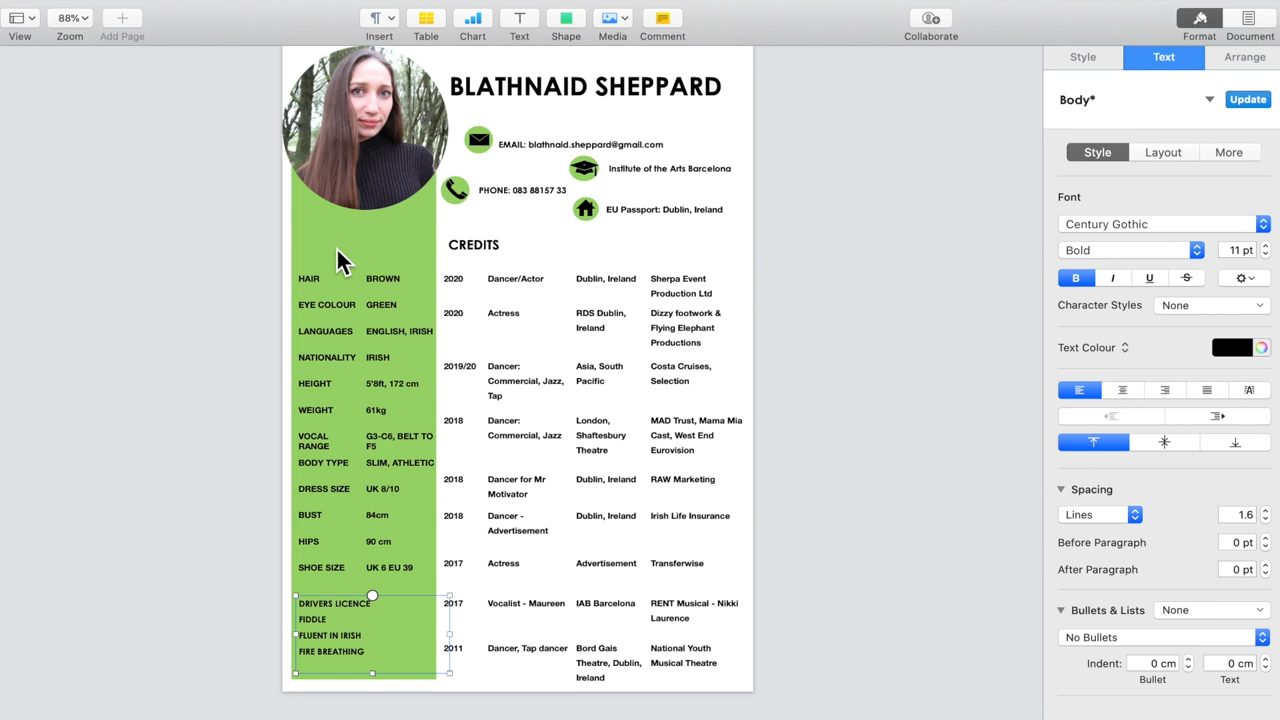 View
88%
Zoom
Add Page
Insert
Table
Chart
Text
Shape
Media
Comment
Collaborate
Format
Document
BLATHNAID SHEPPARD
EMAIL: blathnaid.sheppard@gmail.com
Institute of the Arts Barcelona
PHONE: 083 88157 33
EU Passport: Dublin, Ireland
HAIR BROWN
EYE COLOUR GREEN
LANGUAGES ENGLISH, IRISH
NATIONALITY IRISH
HEIGHT 5'8ft, 172 cm
WEIGHT 61kg
VOCAL G3-C6, BELT TO
RANGE F5
BODY TYPE SLIM, ATHLETIC
DRESS SIZE UK 8/10
BUST 84cm
HIPS 90 cm
SHOE SIZE UK 6 EU 39
DRIVERS LICENCE
FIDDLE
FLUENT IN IRISH
FIRE BREATHING
CREDITS
2020 Dancer/Actor Dublin, Ireland Sherpa Event
Production Ltd
2020 Actress RDS Dublin, Dizzy footwork &
Ireland Flying Elephant
Productions
2019/20 Dancer: Asia, South Costa Cruises,
Commercial, Jazz, Pacific Selection
Tap
2018 Dancer: London, MAD Trust, Mama Mia
Commercial, Jazz Shaftesbury Cast, West End
Theatre Eurovision
2018 Dancer for Mr Dublin, Ireland RAW Marketing
Motivator
2018 Dancer - Dublin, Ireland Irish Life Insurance
Advertisement
2017 Actress Advertisement Transferwise
2017 Vocalist - Maureen IAB Barcelona RENT Musical - Nikki
Laurence
2011 Dancer, Tap dancer Bord Gais National Youth
Theatre, Dublin, Musical Theatre
Ireland
Style
Text
Arrange
Body*
Update
Style
Layout
More
Font
Century Gothic
Bold
11 pt
B I U S
Character Styles
None
Text Colour
Spacing
Lines
1.6
Before Paragraph
0 pt
After Paragraph
0 pt
Bullets & Lists
None
No Bullets
Indent:
0 cm
0 cm
Bullet
Text